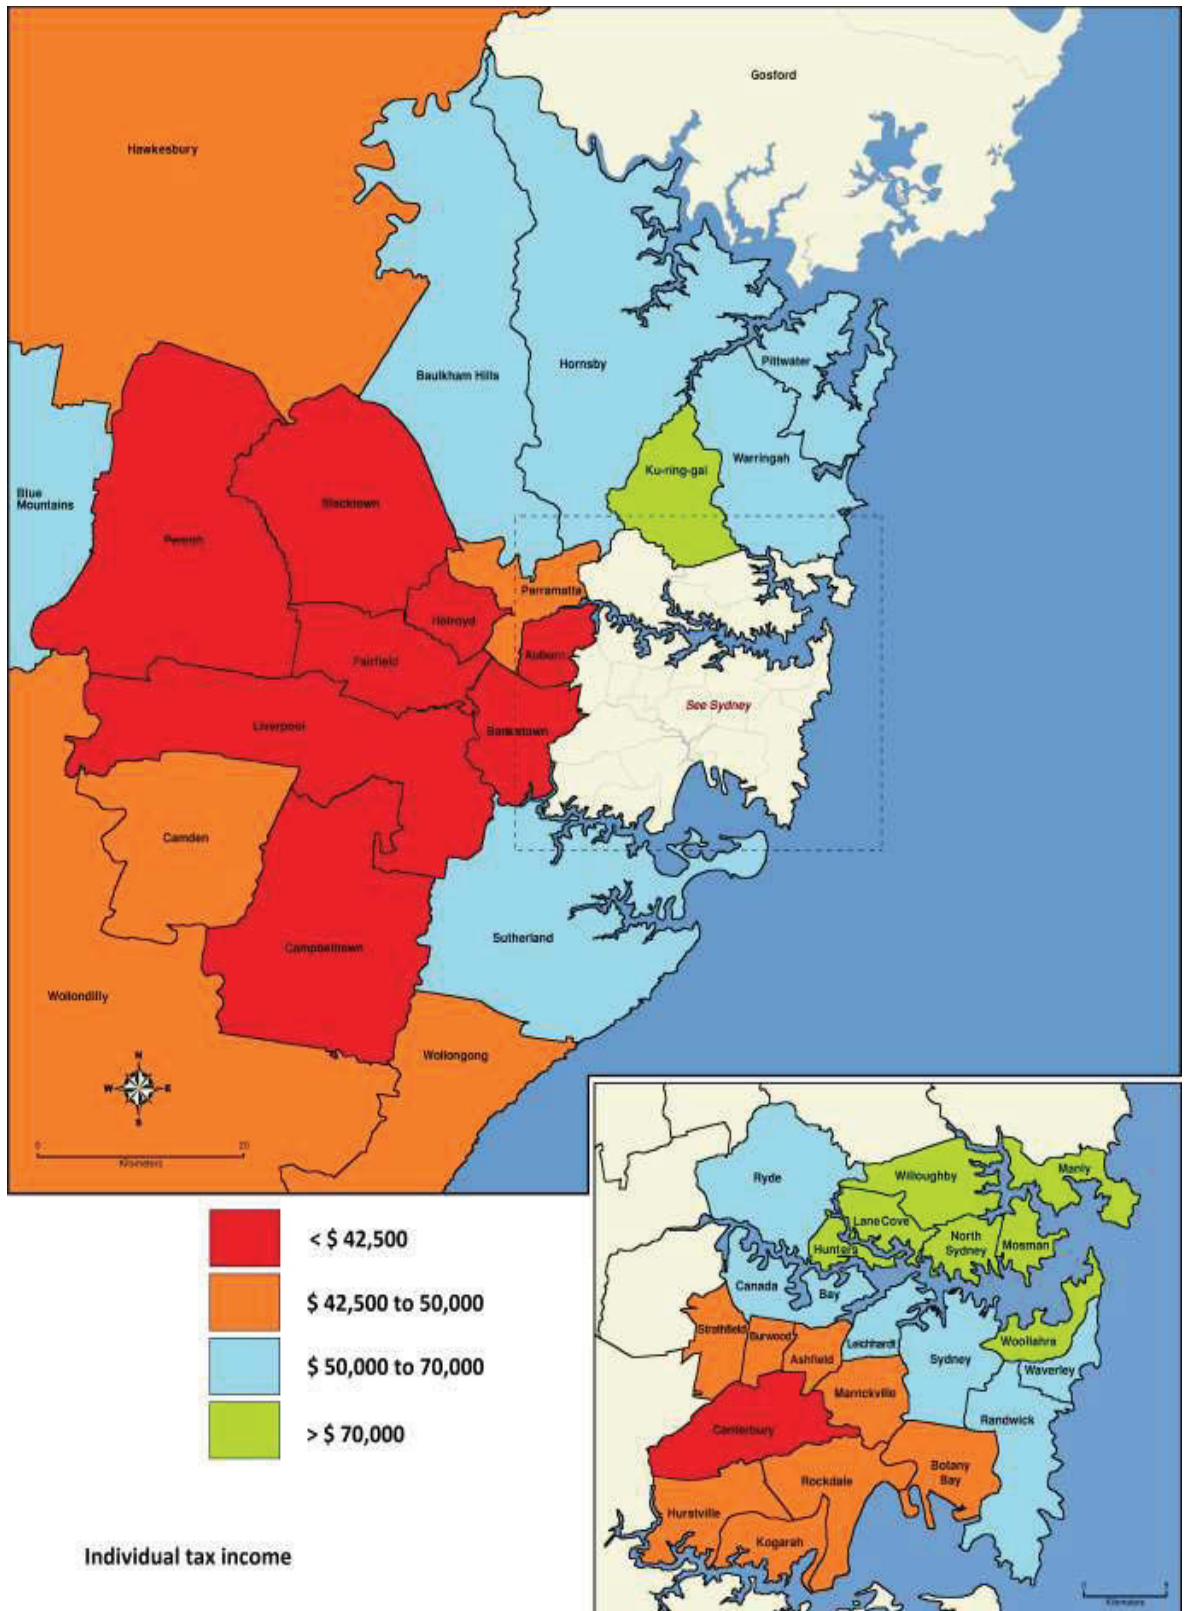 Gosford
Hawkesbury
Hornsby
Pittwater
Baulkham Hills
Warringah
Ku-ring-gai
Blue
Mountains
Blacktown
Penrith
Parramatta
Holroyd
Auburn
Fairfield
See Sydney
Liverpool
Bankstown
Camden
Sutherland
Campbelltown
Wollondilly
Wollongong
N
W
E
S
0 20
Kilometers
Ryde
Willoughby
Manly
Lane Cove
North
Sydney
Mosman
Hunters
Canada
Bay
Strathfield
Burwood
Ashfield
Leichhardt
Sydney
Woollahra
Waverley
Marrickville
Randwick
Canterbury
Botany
Bay
Rockdale
Hurstville
Kogarah
Kilometers
< $ 42,500
$ 42,500 to 50,000
$ 50,000 to 70,000
> $ 70,000
Individual tax income